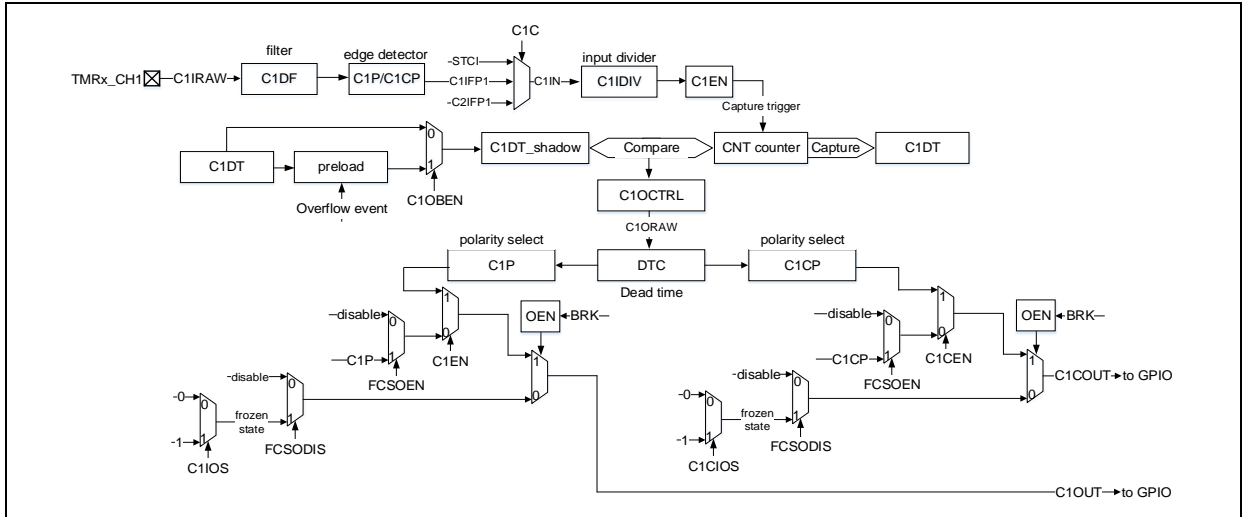 C1C
filter
edge detector
input divider
TMRx_CH1
C1IRAW
C1DF
C1P/C1CP
-STCI
C1IFP1
-C2IFP1
C1IN
C1IDIV
C1EN
Capture trigger
C1DT
preload
0
1
C1OBEN
Overflow event
C1DT_shadow
Compare
CNT counter
Capture
C1DT
C1OCTRL
C1ORAW
polarity select
C1P
DTC
Dead time
polarity select
C1CP
disable
C1P
0
1
FCSOEN
1
0
C1EN
OEN
BRK
1
0
disable
C1CP
0
1
FCSOEN
1
0
C1CEN
OEN
BRK
1
0
C1COUT
to GPIO
-0
-1
0
1
C1IOS
frozen
state
-disable
0
1
FCSODIS
-0
-1
0
1
C1CIOS
frozen
state
-disable
0
1
FCSODIS
C1OUT
to GPIO